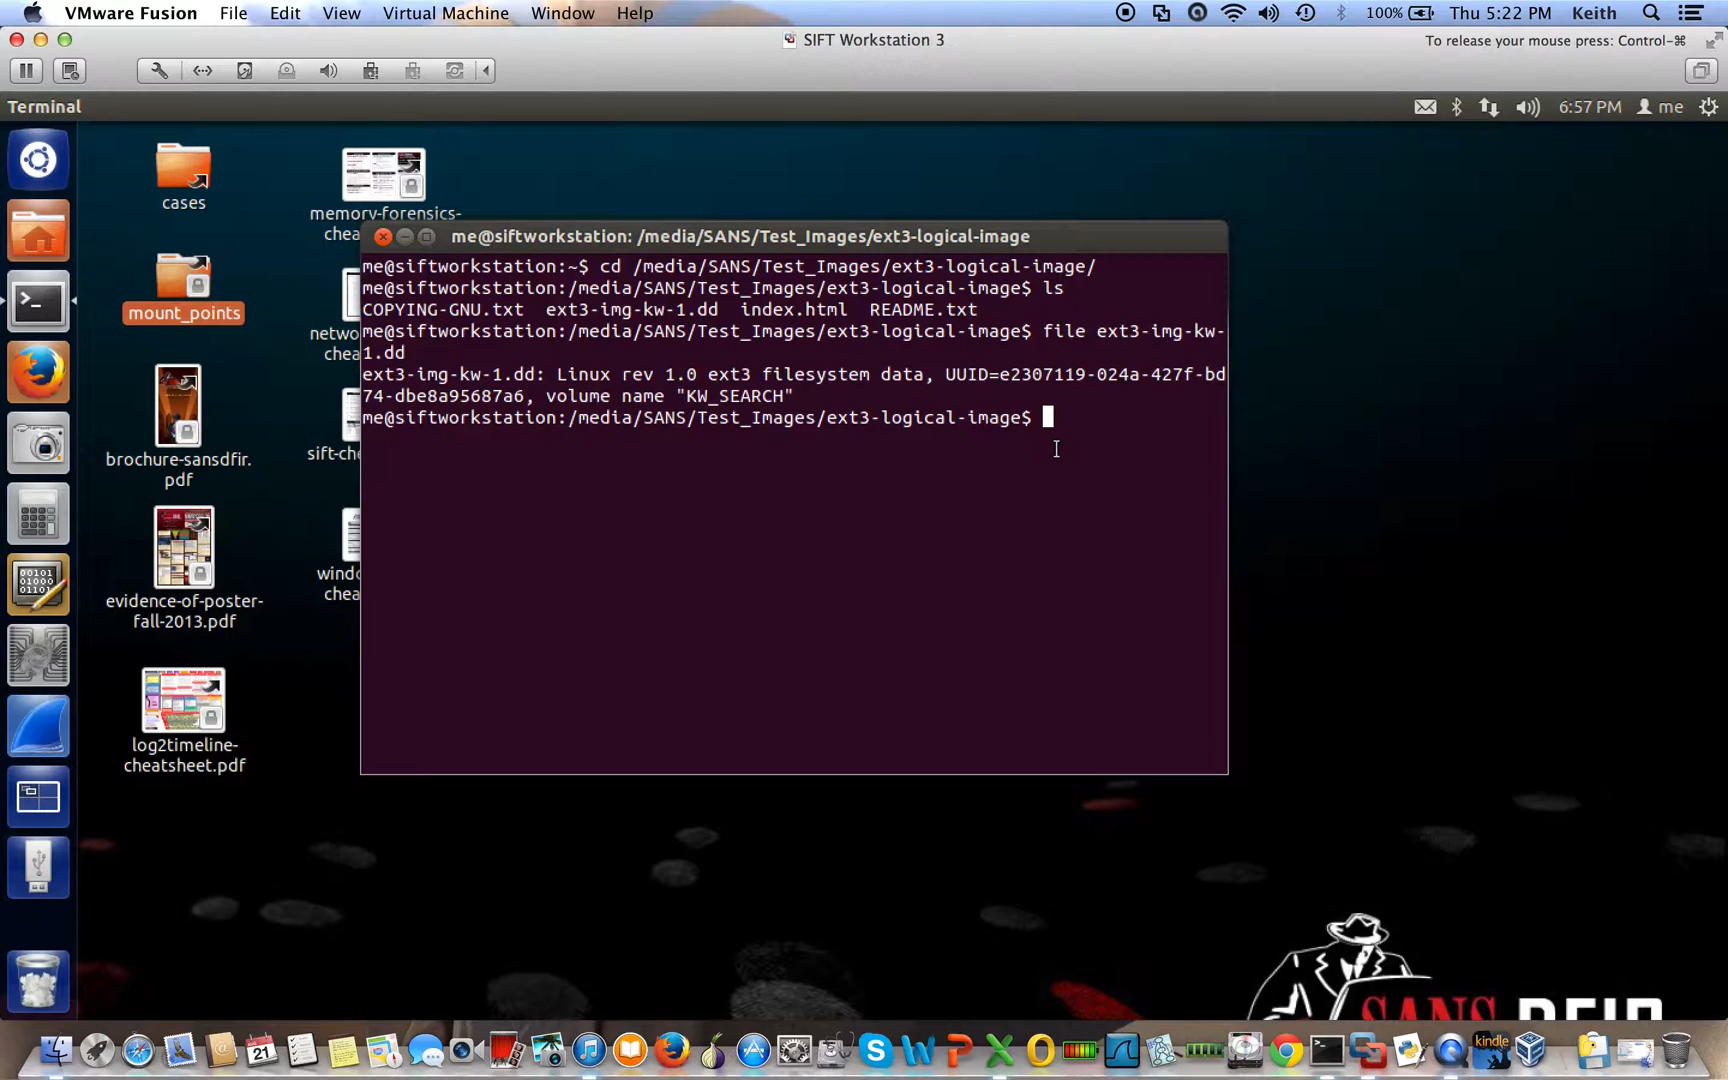 VMware Fusion File Edit View Virtual Machine Window Help 100% Thu 5:22 PM Keith
SIFT Workstation 3
To release your mouse press: Control-⌘
Terminal 6:57 PM me
cases
memory-forensics-
chea
mount_points
netwo
chea
brochure-sansdfir.
pdf
sift-che
evidence-of-poster-
fall-2013.pdf
windo
chea
log2timeline-
cheatsheet.pdf
me@siftworkstation: /media/SANS/Test_Images/ext3-logical-image
me@siftworkstation:~$ cd /media/SANS/Test_Images/ext3-logical-image/
me@siftworkstation:/media/SANS/Test_Images/ext3-logical-image$ ls
COPYING-GNU.txt ext3-img-kw-1.dd index.html README.txt
me@siftworkstation:/media/SANS/Test_Images/ext3-logical-image$ file ext3-img-kw-
1.dd
ext3-img-kw-1.dd: Linux rev 1.0 ext3 filesystem data, UUID=e2307119-024a-427f-bd
74-dbe8a95687a6, volume name "KW_SEARCH"
me@siftworkstation:/media/SANS/Test_Images/ext3-logical-image$
SANS DFIR
21
kindle